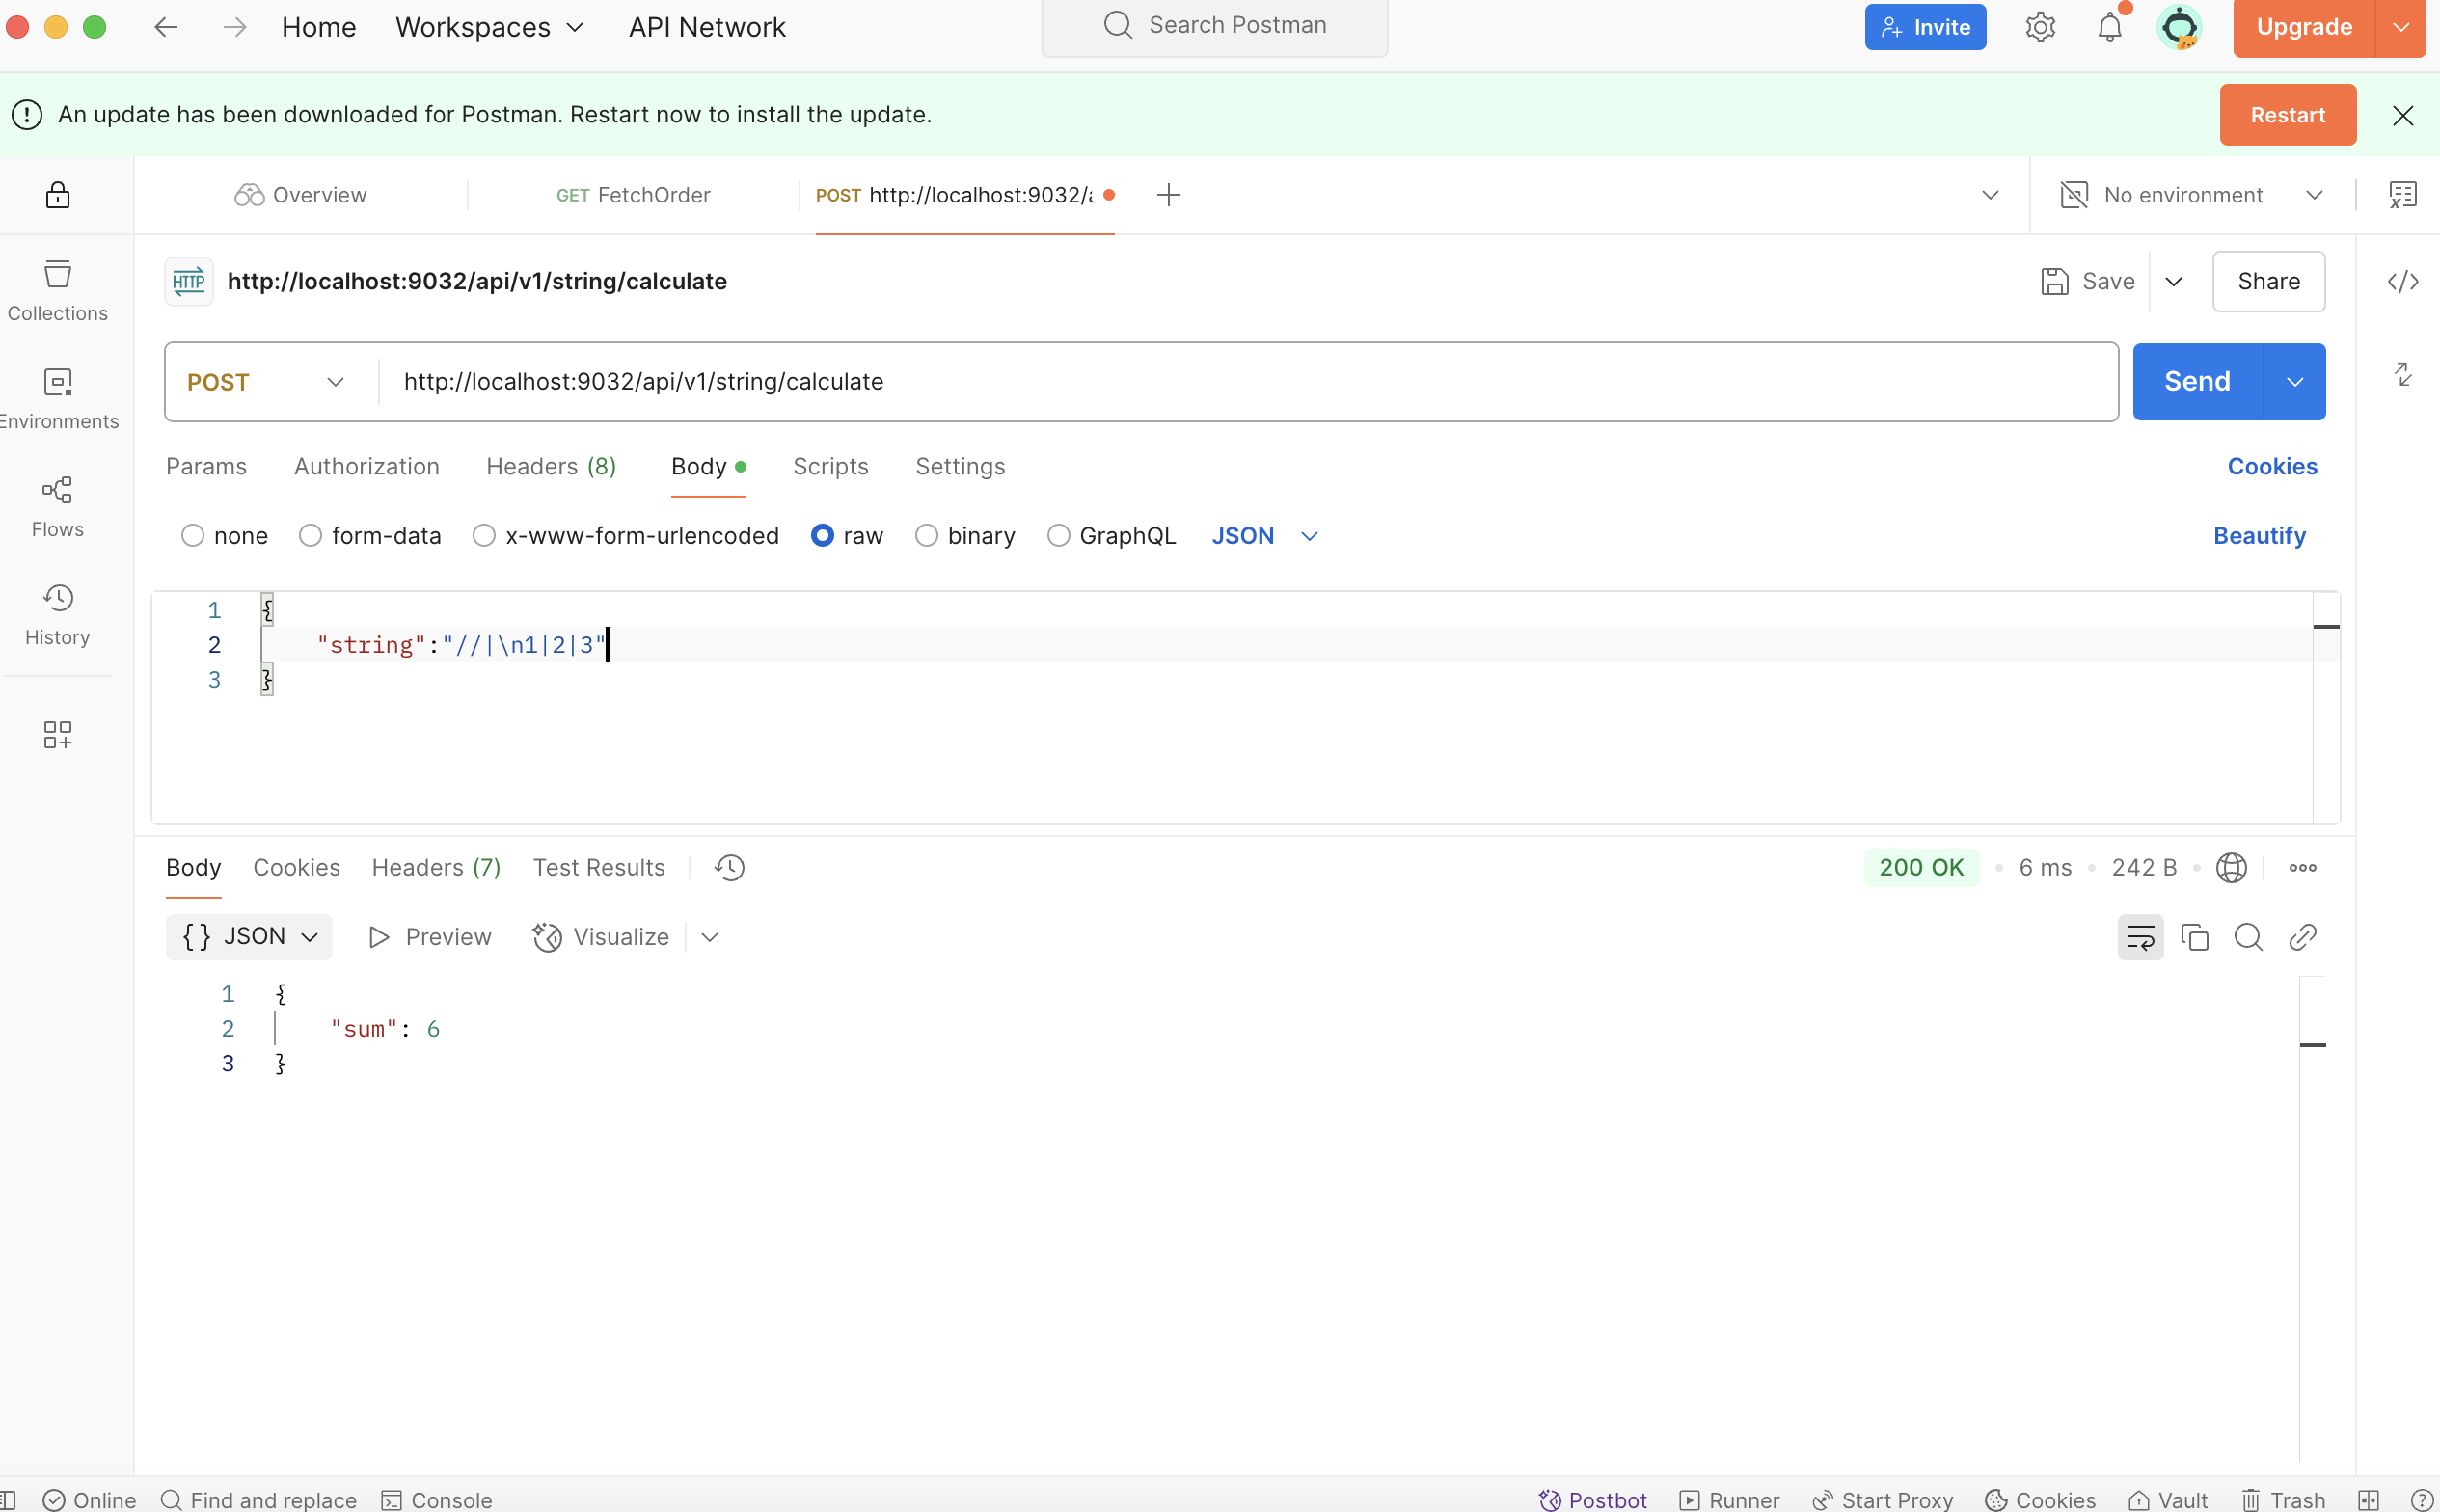 Home Workspaces API Network Search Postman Invite Upgrade
An update has been downloaded for Postman. Restart now to install the update. Restart
Overview GET FetchOrder POST http://localhost:9032/a No environment
HTTP http://localhost:9032/api/v1/string/calculate Save Share
Collections
POST http://localhost:9032/api/v1/string/calculate Send
Environments
Params Authorization Headers (8) Body Scripts Settings Cookies
Flows
none form-data x-www-form-urlencoded raw binary GraphQL JSON Beautify
History
1 {
2 "string":"//|\n1|2|3"
3 }
Body Cookies Headers (7) Test Results 200 OK • 6 ms • 242 B •
{} JSON Preview Visualize
1 {
2 "sum": 6
3 }
Online Find and replace Console Postbot Runner Start Proxy Cookies Vault Trash